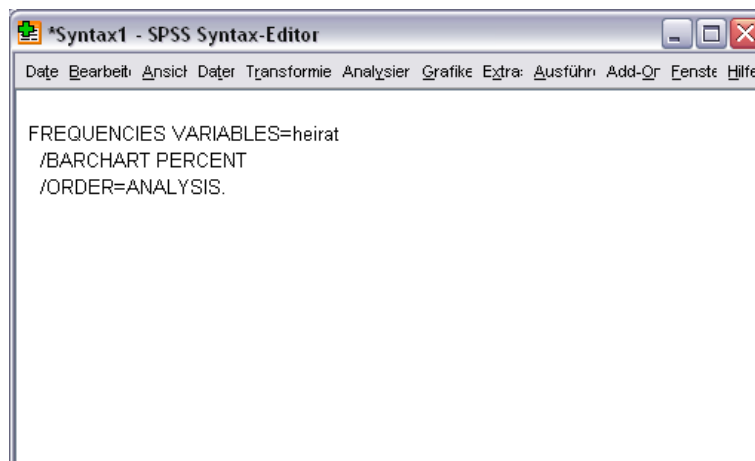 *Syntax1 - SPSS Syntax-Editor
Date Bearbeit Ansicl Dater Transformie Analysier Grafike Extra: Ausführ Add-Or Fenste Hilfe
FREQUENCIES VARIABLES=heirat
/BARCHART PERCENT
/ORDER=ANALYSIS.